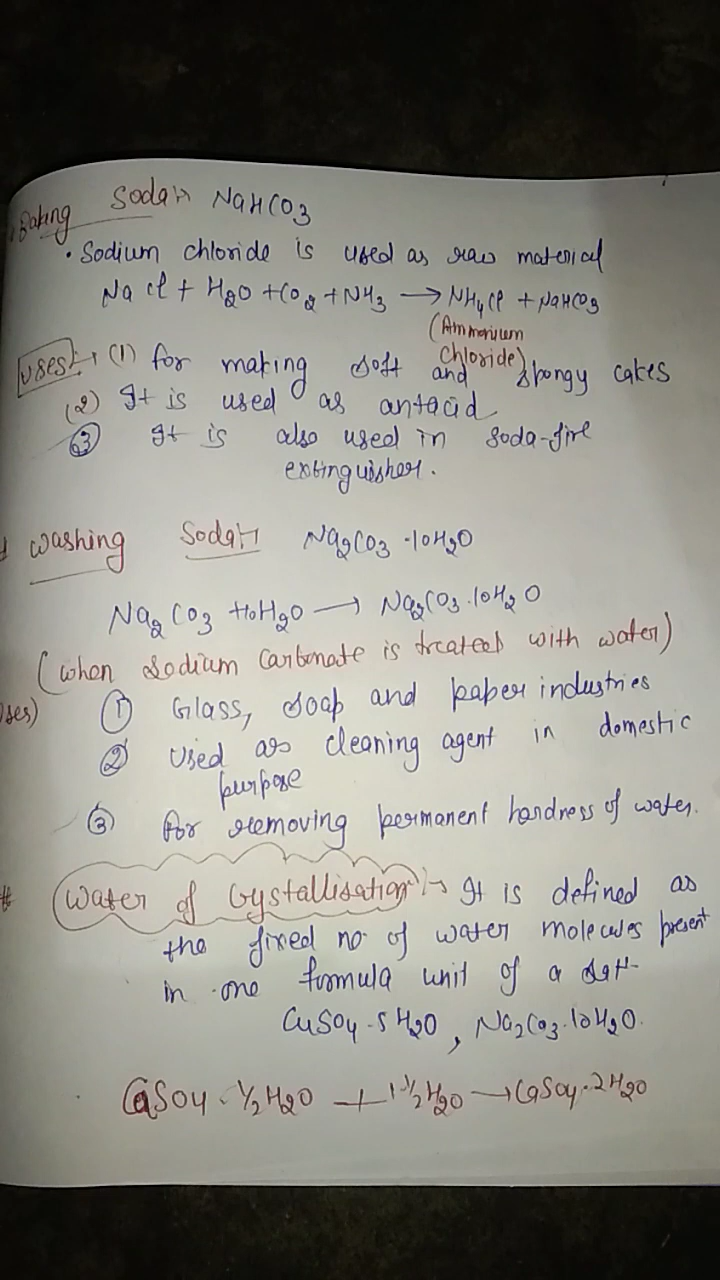 Baking Soda:- NaHCO3
• Sodium chloride is used as raw material
NaCl + H2O + CO2 + NH3 → NH4Cl + NaHCO3
(Ammonium
Chloride)
Uses:- (1) for making soft and spongy cakes
(2) It is used as antacid
(3) It is also used in soda-fire
extinguisher.
# Washing Soda:- Na2CO3 · 10H2O
Na2CO3 + 10H2O → Na2CO3.10H2O
(when sodium carbonate is treated with water)
Uses) (1) Glass, soap and paper industries
(2) Used as cleaning agent in domestic
purpose
(3) for removing permanent hardness of water.
# Water of Crystallisation :- It is defined as
the fixed no. of water molecules present
in one formula unit of a salt-
CuSO4.5H2O, Na2CO3.10H2O.
CaSO4 · 1/2H2O + 1 1/2H2O → CaSO4.2H2O